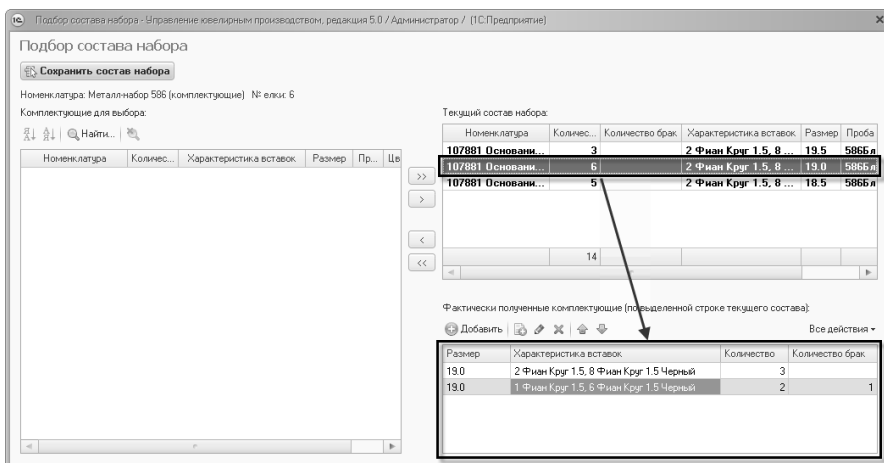 Подбор состава набора - Управление ювелирным производством, редакция 5.0 / Администратор / (1С:Предприятие)
Подбор состава набора
Сохранить состав набора
Номенклатура: Металл-набор 586 (комплектующие) № елки: 6
Комплектующие для выбора:
Найти...
Номенклатура Количес... Характеристика вставок Размер Пр... Цв
>>
>
<
<<
Текущий состав набора:
Номенклатура Количес... Количество брак Характеристика вставок Размер Проба
107881 Основани... 3 2 Фиан Круг 1.5, 8 ... 19.5 586Бл
107881 Основани... 6 2 Фиан Круг 1.5, 8 ... 19.0 586Бл
107881 Основани... 5 2 Фиан Круг 1.5, 8 ... 18.5 586Бл
14
Фактически полученные комплектующие (по выделенной строке текущего состава):
Добавить Все действия
Размер Характеристика вставок Количество Количество брак
19.0 2 Фиан Круг 1.5, 8 Фиан Круг 1.5 Черный 3
19.0 1 Фиан Круг 1.5, 6 Фиан Круг 1.5 Черный 2 1